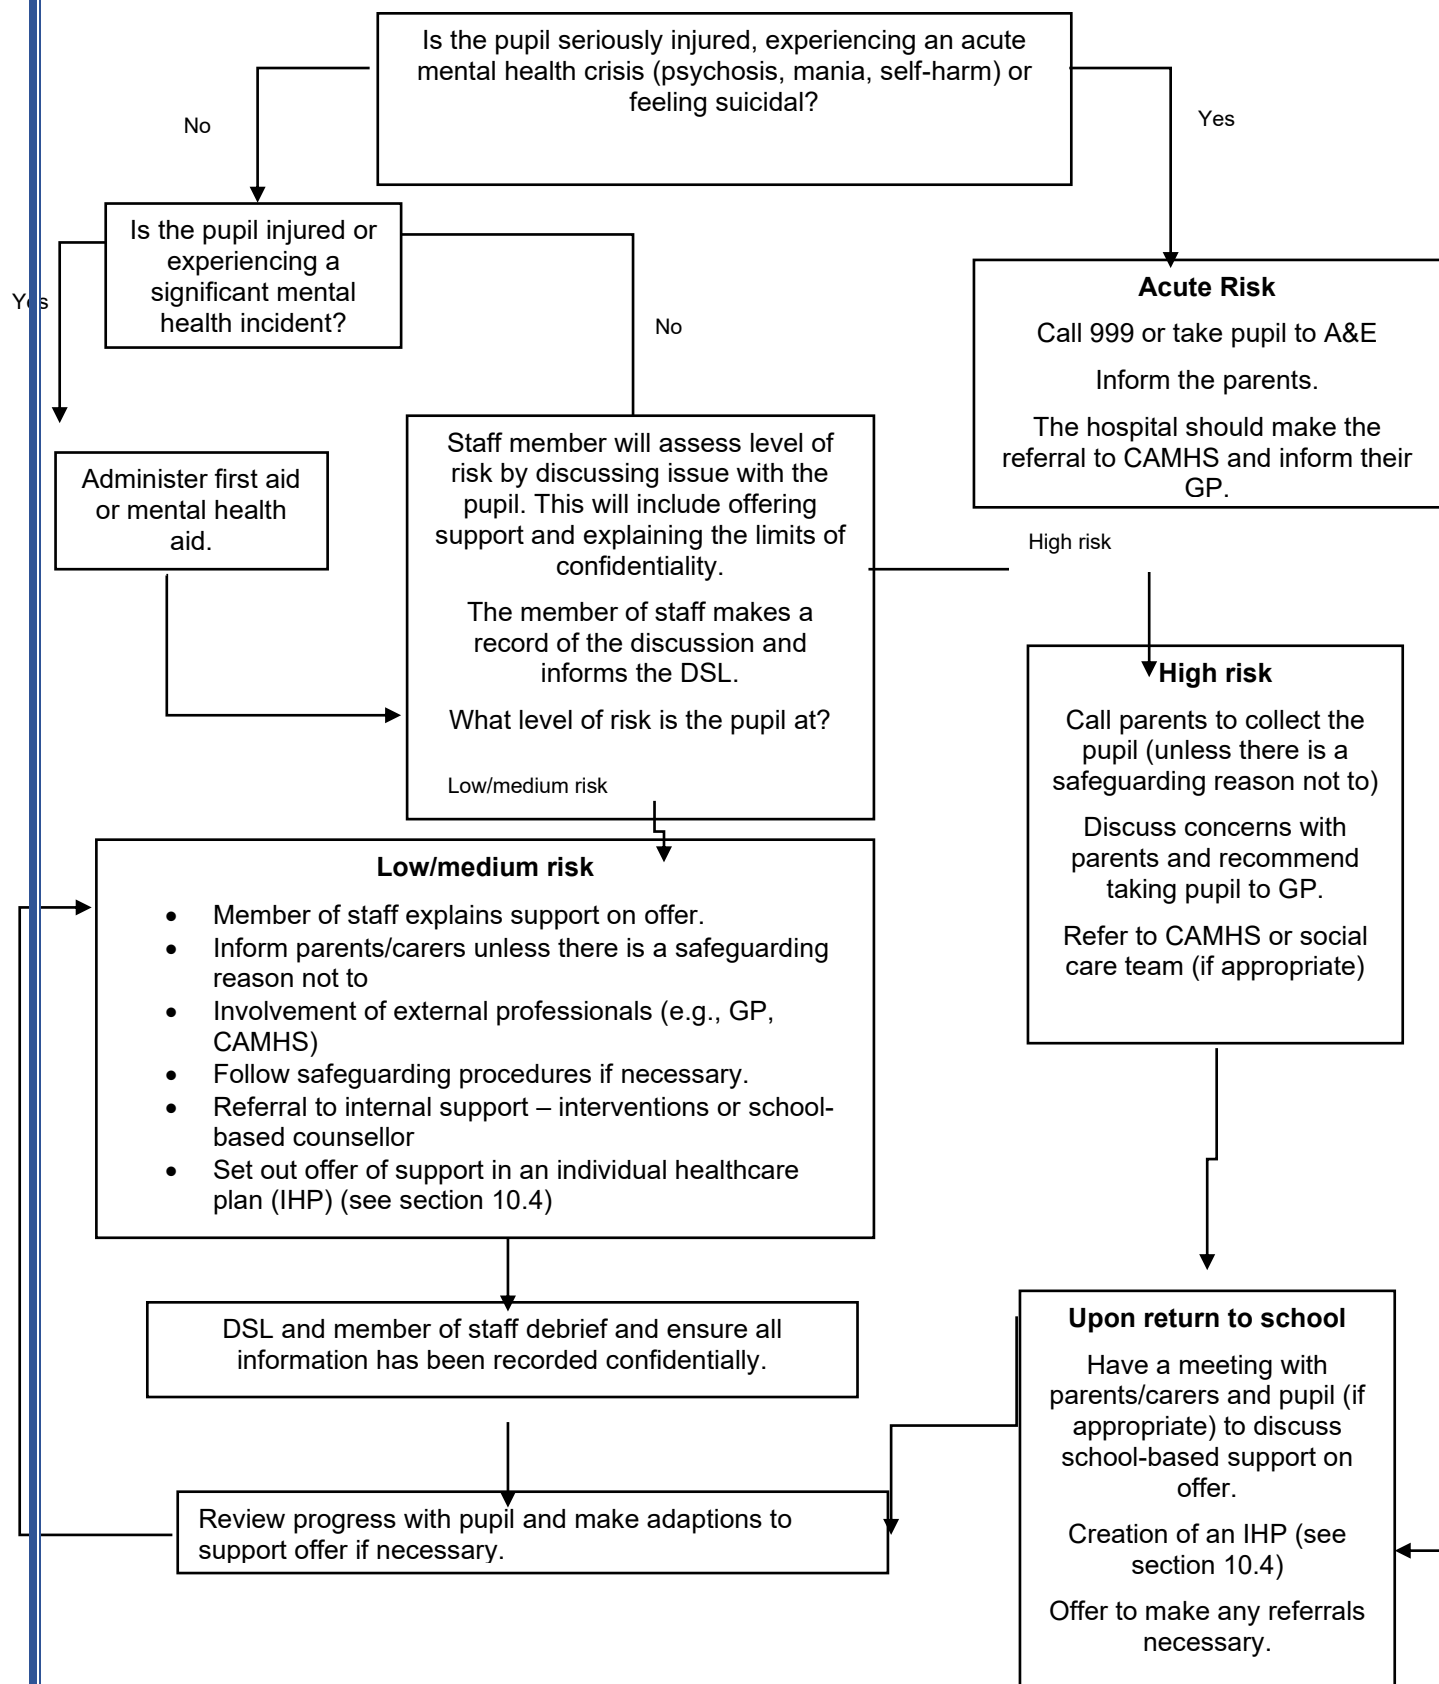 Is the pupil seriously injured, experiencing an acute
mental health crisis (psychosis, mania, self-harm) or
feeling suicidal?
No
Yes
Is the pupil injured or
experiencing a
significant mental
health incident?
Yes
No
Acute Risk
Call 999 or take pupil to A&E
Inform the parents.
The hospital should make the
referral to CAMHS and inform their
GP.
Administer first aid
or mental health
aid.
Staff member will assess level of
risk by discussing issue with the
pupil. This will include offering
support and explaining the limits of
confidentiality.
The member of staff makes a
record of the discussion and
informs the DSL.
What level of risk is the pupil at?
Low/medium risk
High risk
High risk
Call parents to collect the
pupil (unless there is a
safeguarding reason not to)
Discuss concerns with
parents and recommend
taking pupil to GP.
Refer to CAMHS or social
care team (if appropriate)
Low/medium risk
• Member of staff explains support on offer.
• Inform parents/carers unless there is a safeguarding
reason not to
• Involvement of external professionals (e.g., GP,
CAMHS)
• Follow safeguarding procedures if necessary.
• Referral to internal support – interventions or school-
based counsellor
• Set out offer of support in an individual healthcare
plan (IHP) (see section 10.4)
DSL and member of staff debrief and ensure all
information has been recorded confidentially.
Review progress with pupil and make adaptions to
support offer if necessary.
Upon return to school
Have a meeting with
parents/carers and pupil (if
appropriate) to discuss
school-based support on
offer.
Creation of an IHP (see
section 10.4)
Offer to make any referrals
necessary.